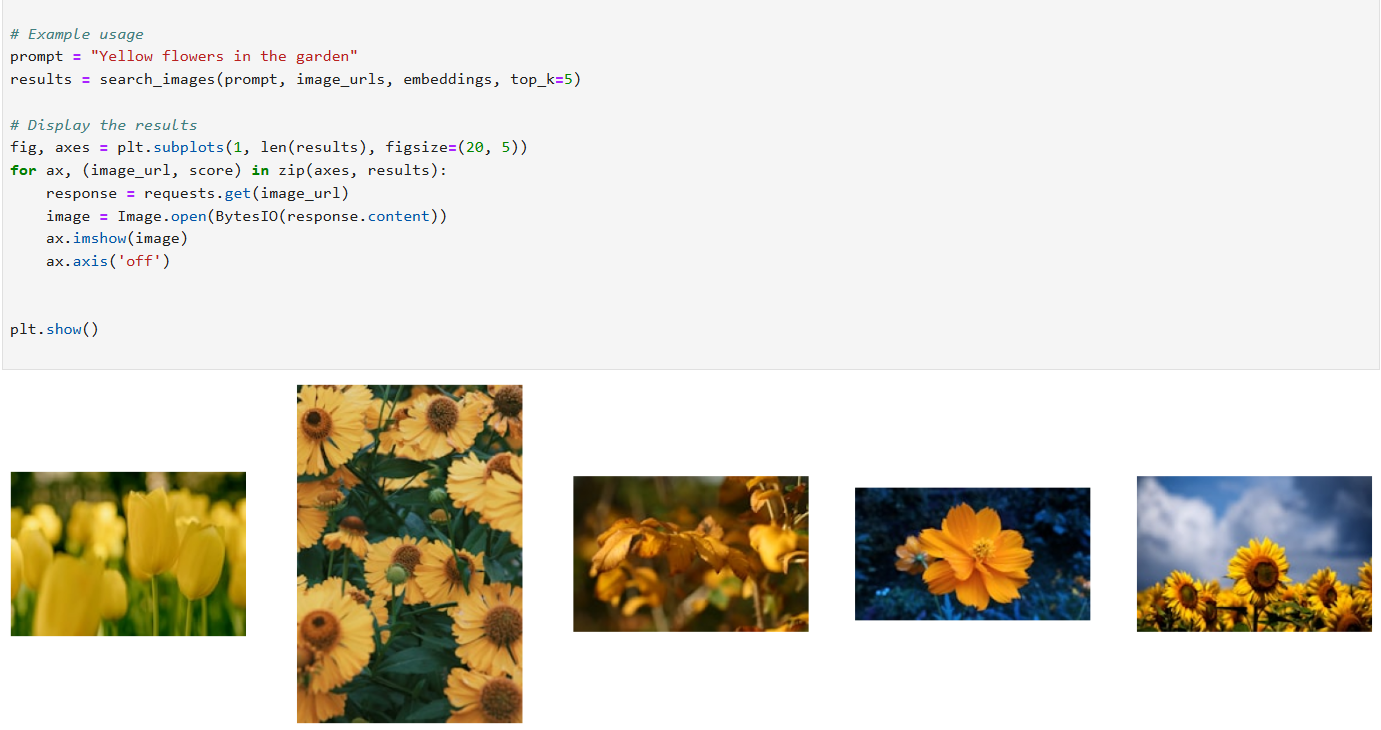 # Example usage
prompt = "Yellow flowers in the garden"
results = search_images(prompt, image_urls, embeddings, top_k=5)
# Display the results
fig, axes = plt.subplots(1, len(results), figsize=(20, 5))
for ax, (image_url, score) in zip(axes, results):
    response = requests.get(image_url)
    image = Image.open(BytesIO(response.content))
    ax.imshow(image)
    ax.axis('off')
plt.show()